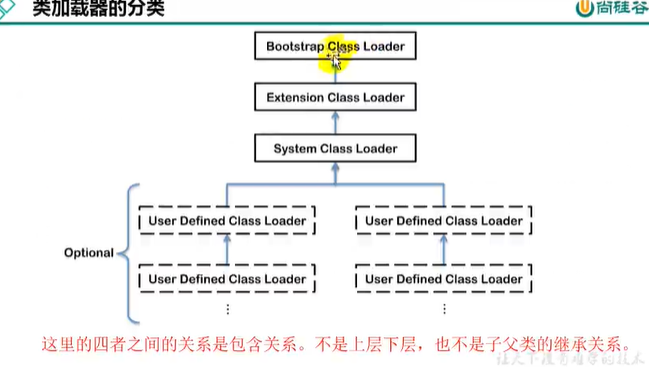 类加载器的分类
尚硅谷
Bootstrap Class Loader
Extension Class Loader
System Class Loader
User Defined Class Loader
User Defined Class Loader
Optional
User Defined Class Loader
User Defined Class Loader
这里的四者之间的关系是包含关系。不是上层下层，也不是子父类的继承关系。
让天下没有难学的技术